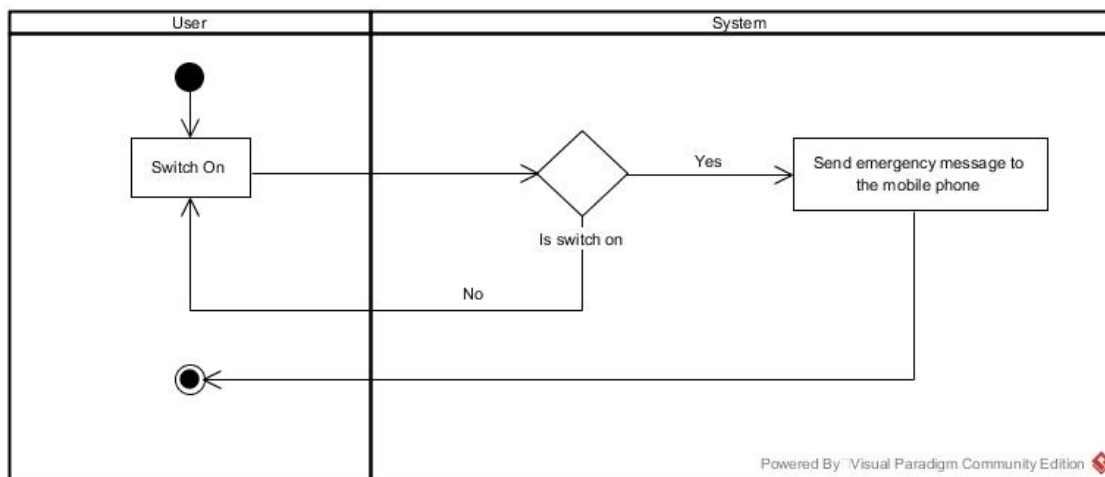 User
System
Switch On
Yes
Send emergency message to
the mobile phone
Is switch on
No
Powered By Visual Paradigm Community Edition